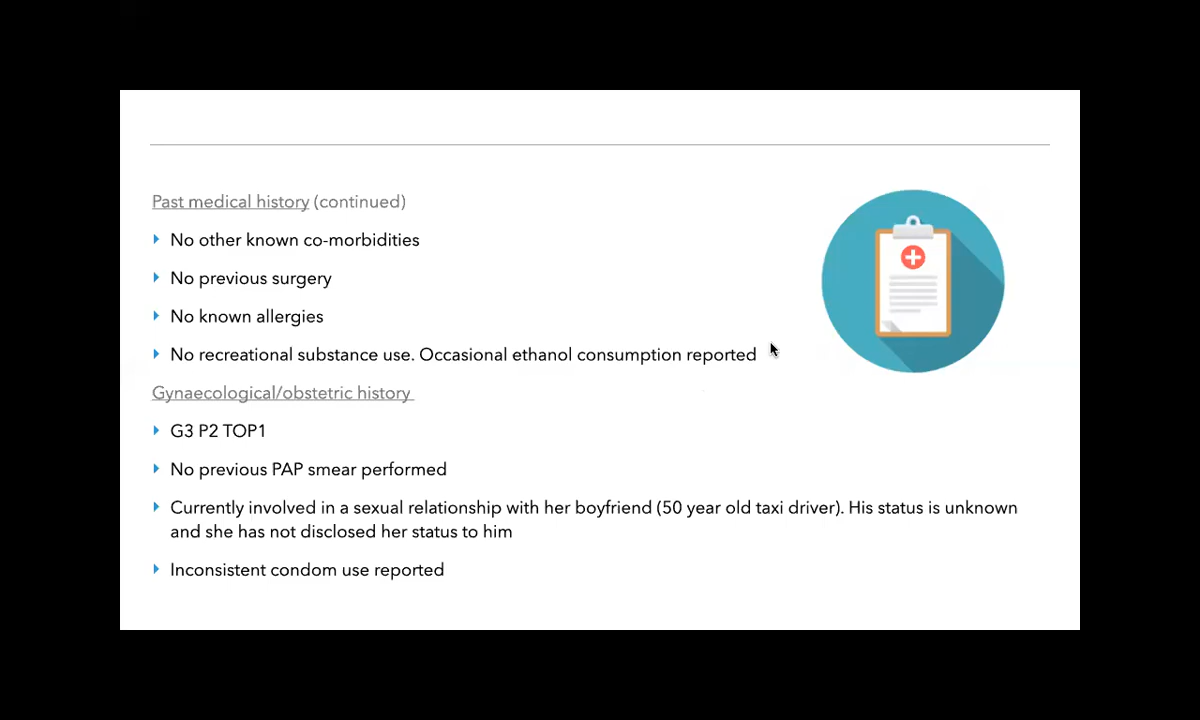 Past medical history (continued)
No other known co-morbidities
No previous surgery
No known allergies
No recreational substance use. Occasional ethanol consumption reported
Gynaecological/obstetric history
G3 P2 TOP1
No previous PAP smear performed
Currently involved in a sexual relationship with her boyfriend (50 year old taxi driver). His status is unknown
and she has not disclosed her status to him
Inconsistent condom use reported